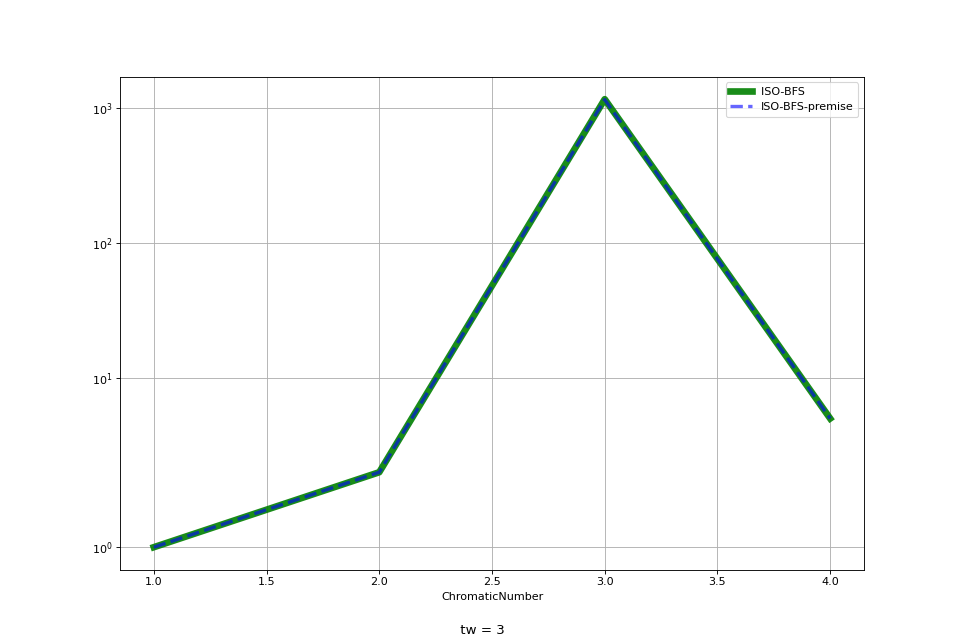 ISO-BFS
ISO-BFS-premise
10³
10²
10¹
10⁰
1.0 1.5 2.0 2.5 3.0 3.5 4.0
ChromaticNumber
tw = 3